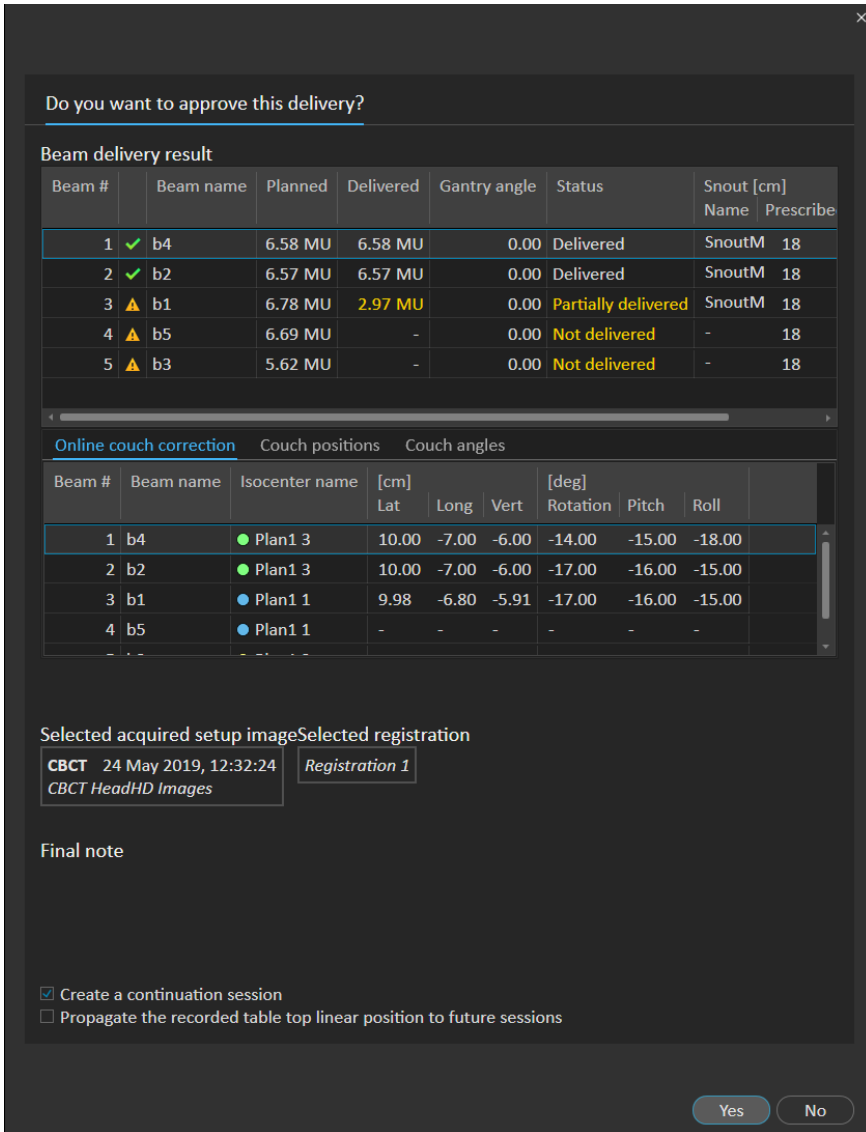 Do you want to approve this delivery?
Beam delivery result
Beam # Beam name Planned Delivered Gantry angle Status Snout [cm]
Name Prescribe
1 b4 6.58 MU 6.58 MU 0.00 Delivered SnoutM 18
2 b2 6.57 MU 6.57 MU 0.00 Delivered SnoutM 18
3 b1 6.78 MU 2.97 MU 0.00 Partially delivered SnoutM 18
4 b5 6.69 MU - 0.00 Not delivered - 18
5 b3 5.62 MU - 0.00 Not delivered - 18
Online couch correction Couch positions Couch angles
Beam # Beam name Isocenter name [cm] [deg]
Lat Long Vert Rotation Pitch Roll
1 b4 Plan1 3 10.00 -7.00 -6.00 -14.00 -15.00 -18.00
2 b2 Plan1 3 10.00 -7.00 -6.00 -17.00 -16.00 -15.00
3 b1 Plan1 1 9.98 -6.80 -5.91 -17.00 -16.00 -15.00
4 b5 Plan1 1 - - - - - -
Selected acquired setup image Selected registration
CBCT 24 May 2019, 12:32:24 Registration 1
CBCT HeadHD Images
Final note
Create a continuation session
Propagate the recorded table top linear position to future sessions
Yes No